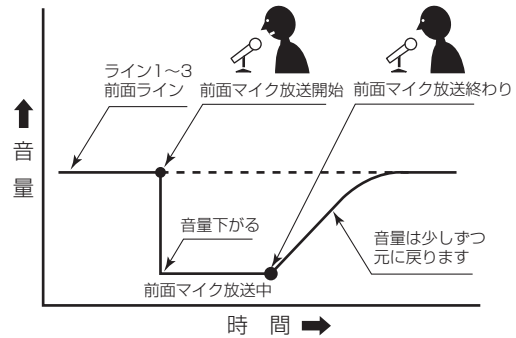 ライン1〜3
前面ライン
前面マイク放送開始
前面マイク放送終わり
音量
音量下がる
音量は少しずつ
元に戻ります
前面マイク放送中
時間